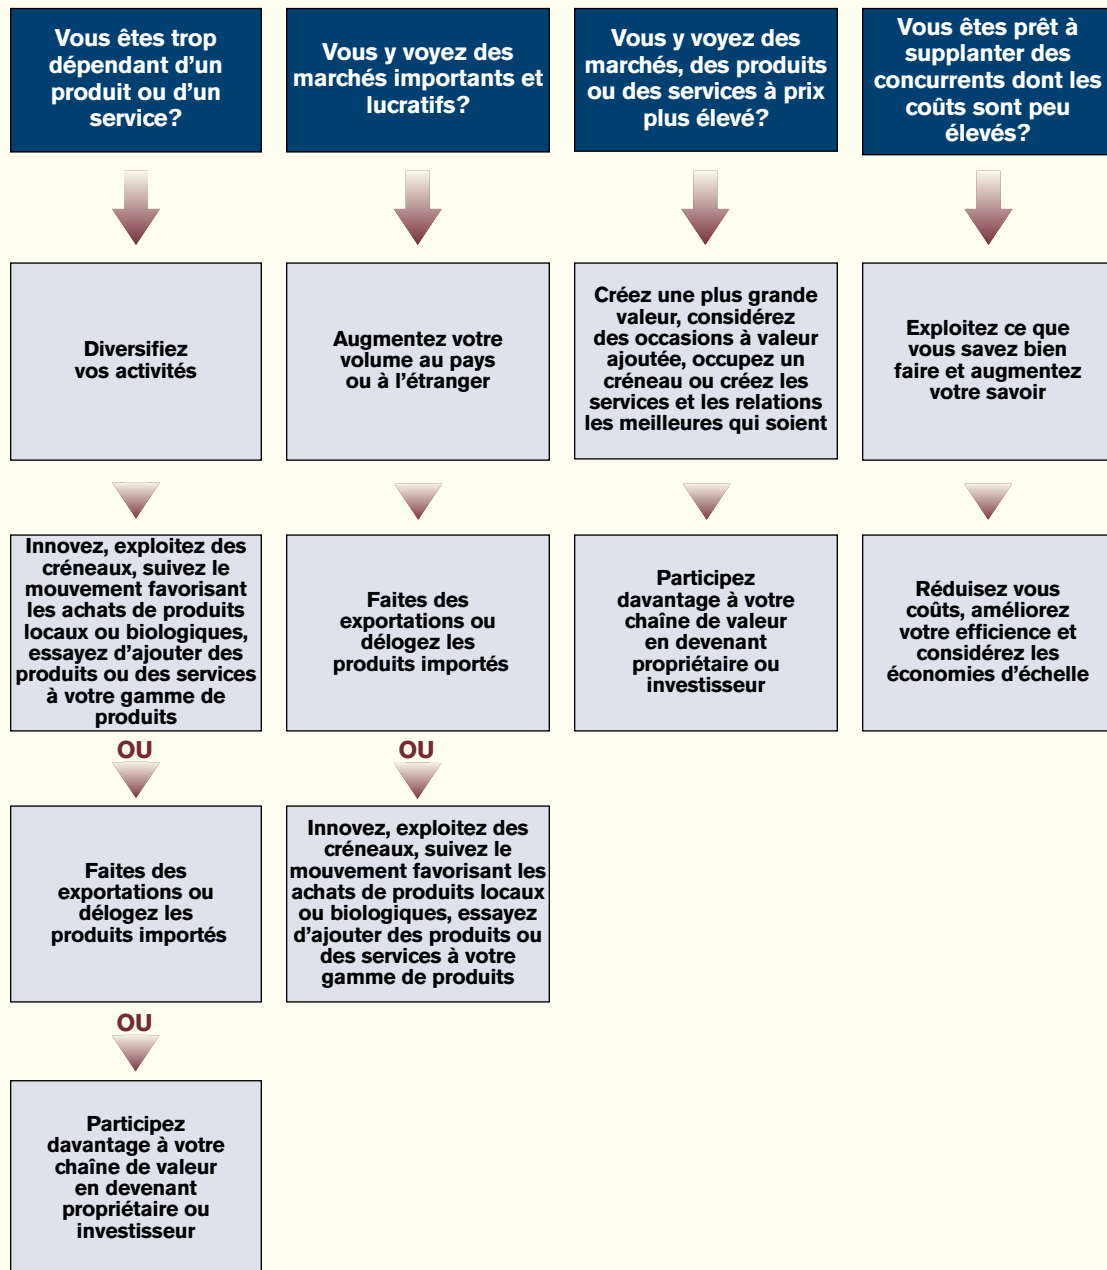 Vous êtes trop
dépendant d’un
produit ou d’un
service?
Vous y voyez des
marchés importants et
lucratifs?
Vous y voyez des
marchés, des produits
ou des services à prix
plus élevé?
Vous êtes prêt à
supplanter des
concurrents dont les
coûts sont peu
élevés?
Diversifiez
vos activités
Augmentez votre
volume au pays
ou à l’étranger
Créez une plus grande
valeur, considérez
des occasions à valeur
ajoutée, occupez un
créneau ou créez les
services et les relations
les meilleures qui soient
Exploitez ce que
vous savez bien
faire et augmentez
votre savoir
Innovez, exploitez des
créneaux, suivez le
mouvement favorisant
les achats de produits
locaux ou biologiques,
essayez d’ajouter des
produits ou des services
à votre gamme de
produits
Faites des
exportations ou
délogez les
produits importés
Participez
davantage à votre
chaîne de valeur
en devenant
propriétaire ou
investisseur
Réduisez vous
coûts, améliorez
votre efficience et
considérez les
économies d’échelle
OU
OU
Faites des
exportations ou
délogez les
produits importés
Innovez, exploitez des
créneaux, suivez le
mouvement favorisant les
achats de produits locaux
ou biologiques, essayez
d’ajouter des produits ou
des services à votre
gamme de produits
OU
Participez
davantage à votre
chaîne de valeur
en devenant
propriétaire ou
investisseur